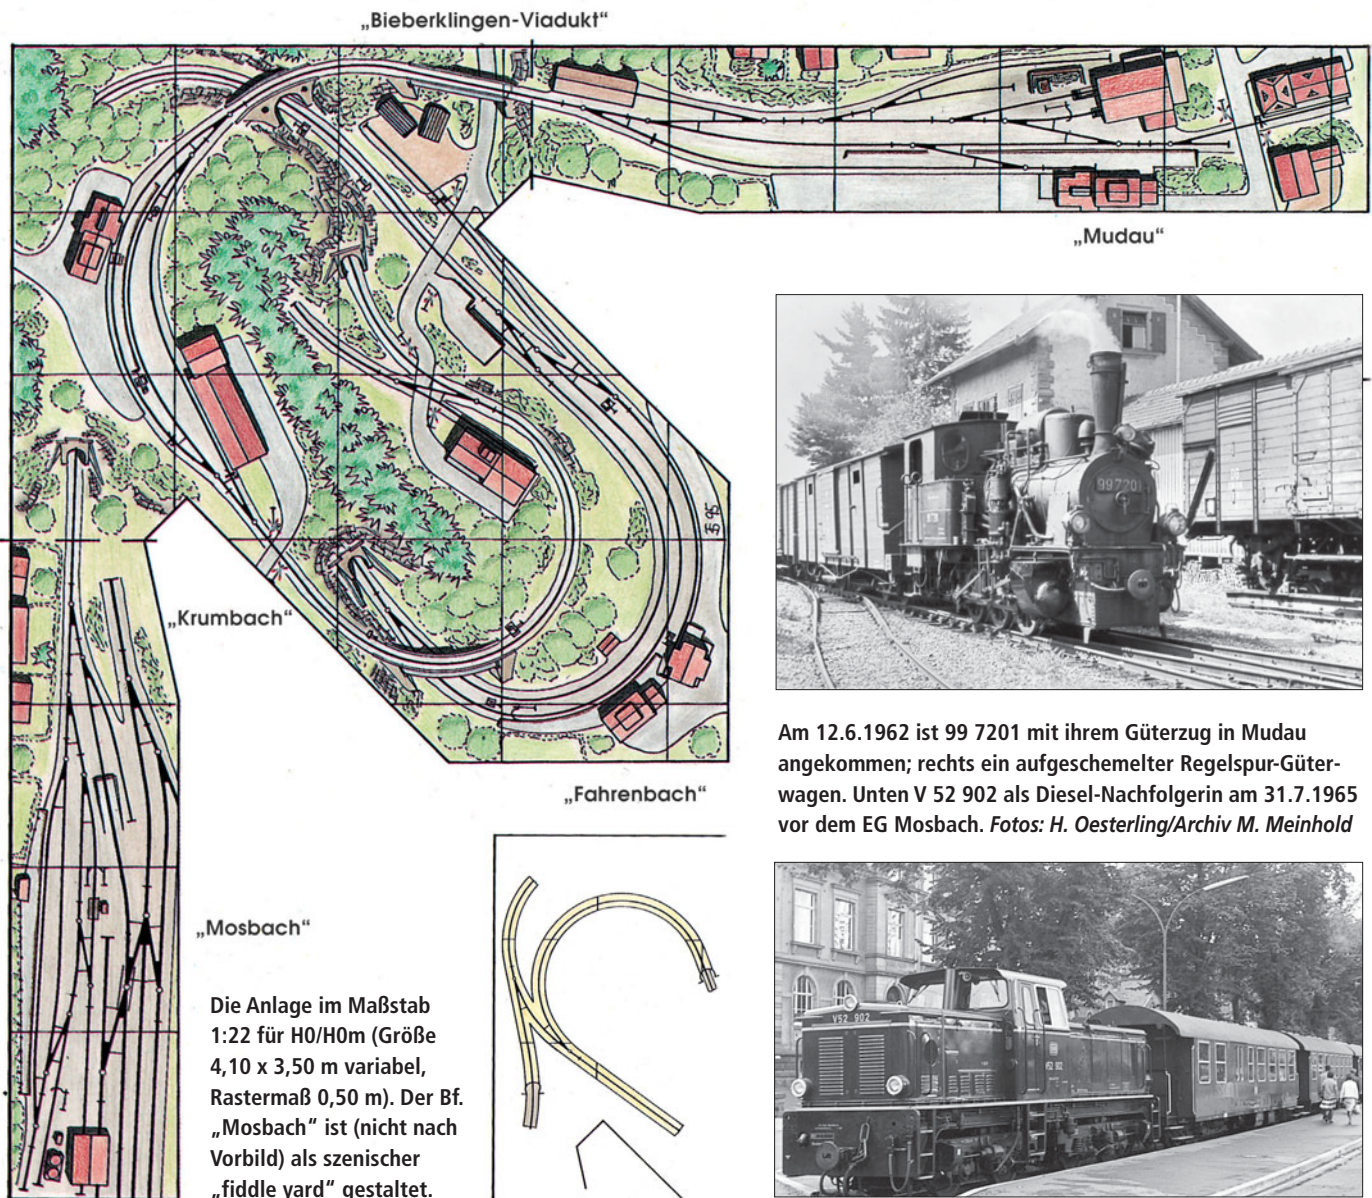 „Bieberklingen-Viadukt“
„Mudau“
„Krumbach“
„Fahrenbach“
„Mosbach“
Die Anlage im Maßstab
1:22 für H0/H0m (Größe
4,10 x 3,50 m variabel,
Rastermaß 0,50 m). Der Bf.
„Mosbach“ ist (nicht nach
Vorbild) als szenischer
„fiddle yard“ gestaltet.
99 7201
Am 12.6.1962 ist 99 7201 mit ihrem Güterzug in Mudau
angekommen; rechts ein aufgeschemelter Regelspur-Güter-
wagen. Unten V 52 902 als Diesel-Nachfolgerin am 31.7.1965
vor dem EG Mosbach. Fotos: H. Oesterling/Archiv M. Meinhold
V52 902
V52 902